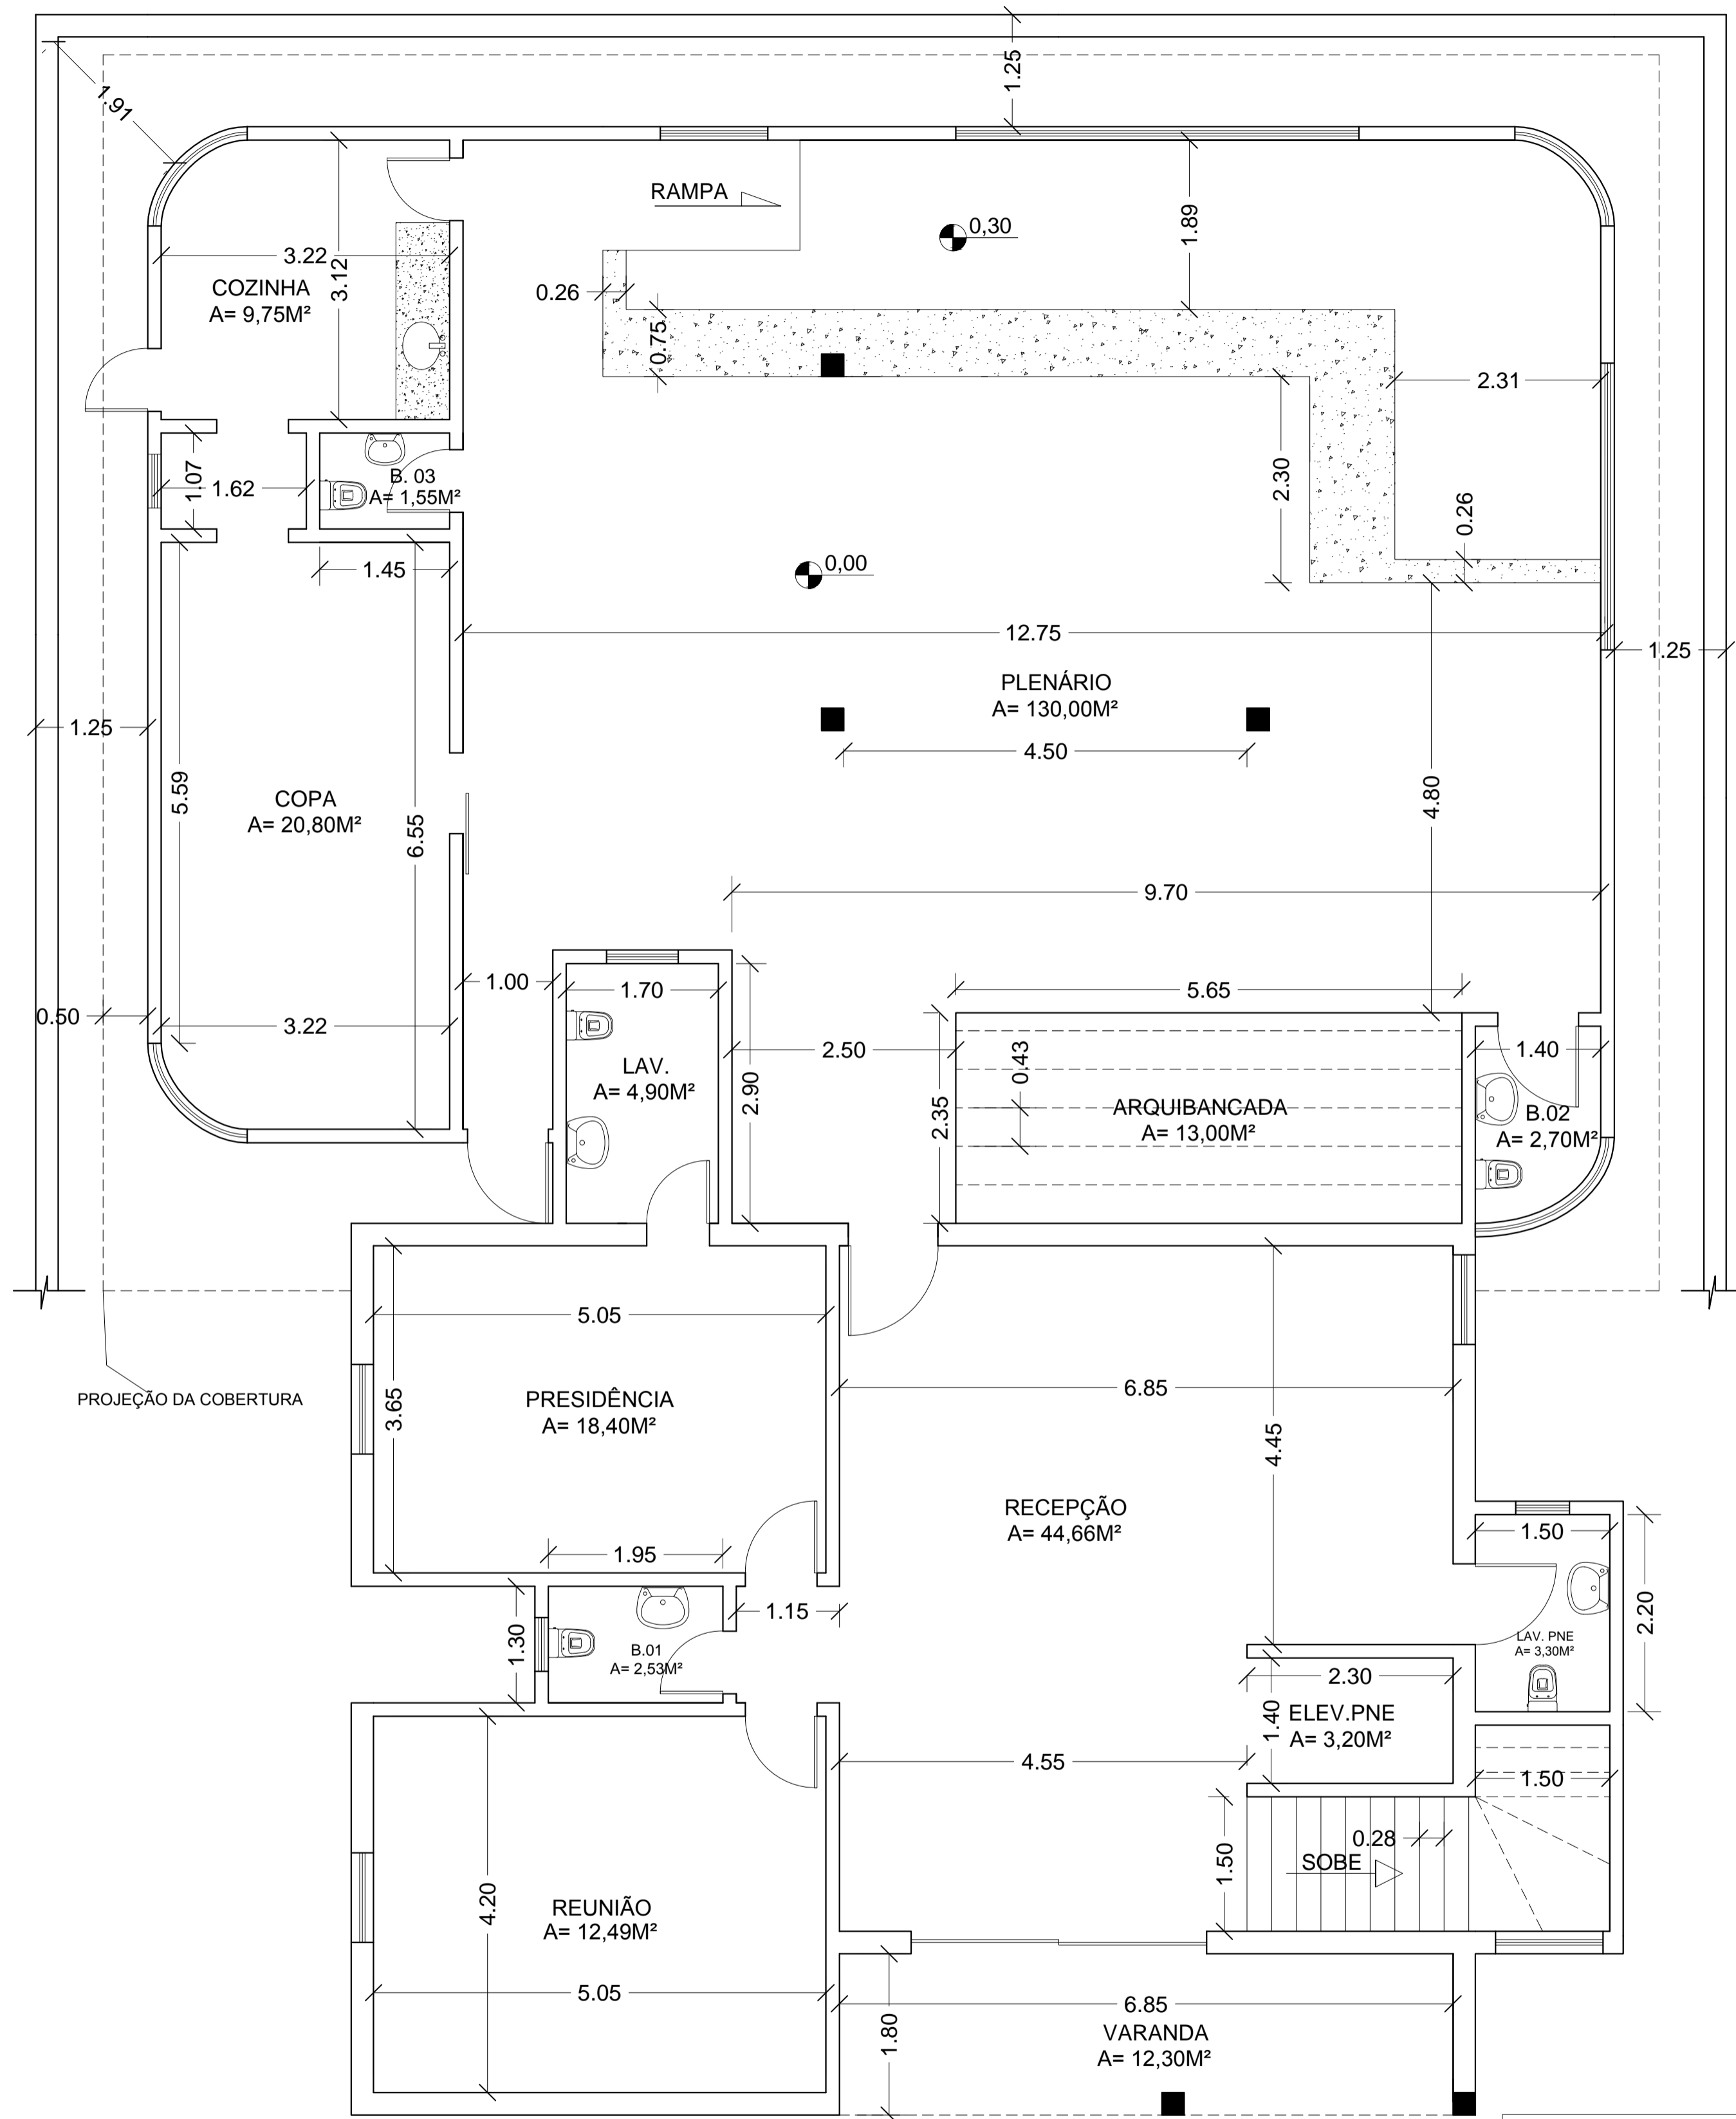 1.25
1.91
RAMPA
0,30
1.89
3.22
3.12
COZINHA
A= 9,75M²
0.26
0.75
2.31
1.07
1.62
B. 03
A= 1,55M²
2.30
0.26
1.45
0,00
12.75
1.25
PLENÁRIO
A= 130,00M²
1.25
4.50
5.59
COPA
A= 20,80M²
6.55
4.80
9.70
1.00
1.70
5.65
0.50
3.22
2.50
0.43
1.40
LAV.
A= 4,90M²
2.90
2.35
ARQUIBANCADA
A= 13,00M²
B.02
A= 2,70M²
5.05
PROJEÇÃO DA COBERTURA
3.65
PRESIDÊNCIA
A= 18,40M²
6.85
4.45
RECEPÇÃO
A= 44,66M²
1.95
1.50
1.15
1.30
B.01
A= 2,53M²
LAV. PNE
A= 3,30M²
2.20
2.30
1.40
ELEV.PNE
A= 3,20M²
4.55
1.50
0.28
SOBE
1.50
4.20
REUNIÃO
A= 12,49M²
5.05
6.85
1.80
VARANDA
A= 12,30M²